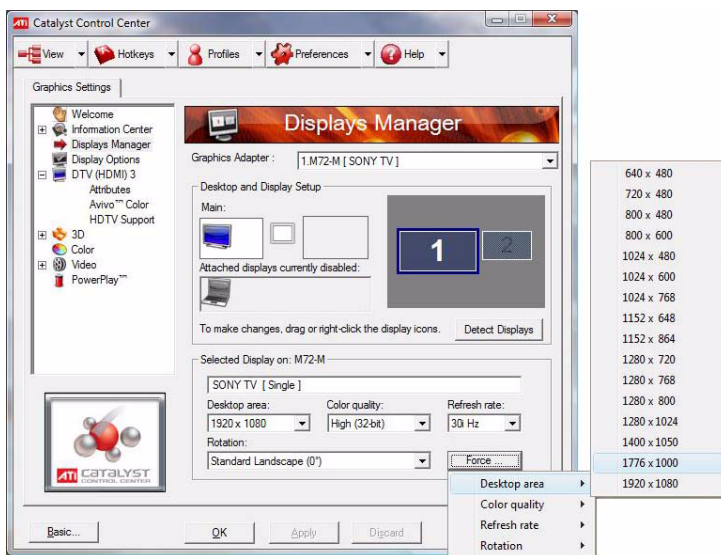 ATI Catalyst Control Center
View Hotkeys Profiles Preferences Help
Graphics Settings
Welcome
Information Center
Displays Manager
Display Options
DTV (HDMI) 3
Attributes
Avivo™ Color
HDTV Support
3D
Color
Video
PowerPlay™
ATI CATALYST
CONTROL CENTER
Displays Manager
Graphics Adapter : 1.M72-M [ SONY TV ]
Desktop and Display Setup
Main:
1 2
Attached displays currently disabled:
To make changes, drag or right-click the display icons. Detect Displays
Selected Display on: M72-M
SONY TV [ Single ]
Desktop area: Color quality: Refresh rate:
1920 x 1080 High (32-bit) 30i Hz
Rotation:
Standard Landscape (0°) Force ...
Basic... OK Apply Discard
Desktop area
Color quality
Refresh rate
Rotation
640 x 480
720 x 480
800 x 480
800 x 600
1024 x 480
1024 x 600
1024 x 768
1152 x 648
1152 x 864
1280 x 720
1280 x 768
1280 x 800
1280 x 1024
1400 x 1050
1776 x 1000
1920 x 1080